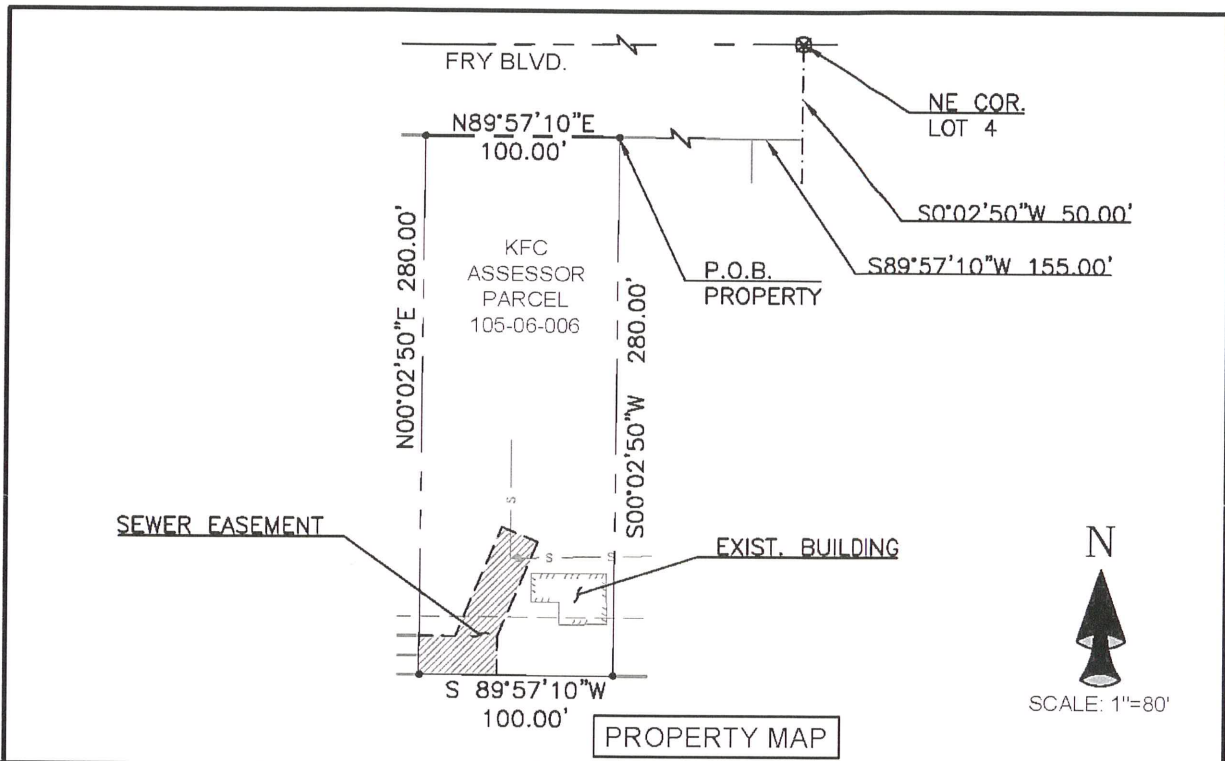 FRY BLVD.
NE COR.
LOT 4
N89°57'10"E
100.00'
S0°02'50"W 50.00'
S89°57'10"W 155.00'
P.O.B.
PROPERTY
KFC
ASSESSOR
PARCEL
105-06-006
N00°02'50"E 280.00'
S00°02'50"W 280.00'
S
SEWER EASEMENT
S
S
EXIST. BUILDING
N
S 89°57'10"W
100.00'
SCALE: 1"=80'
PROPERTY MAP